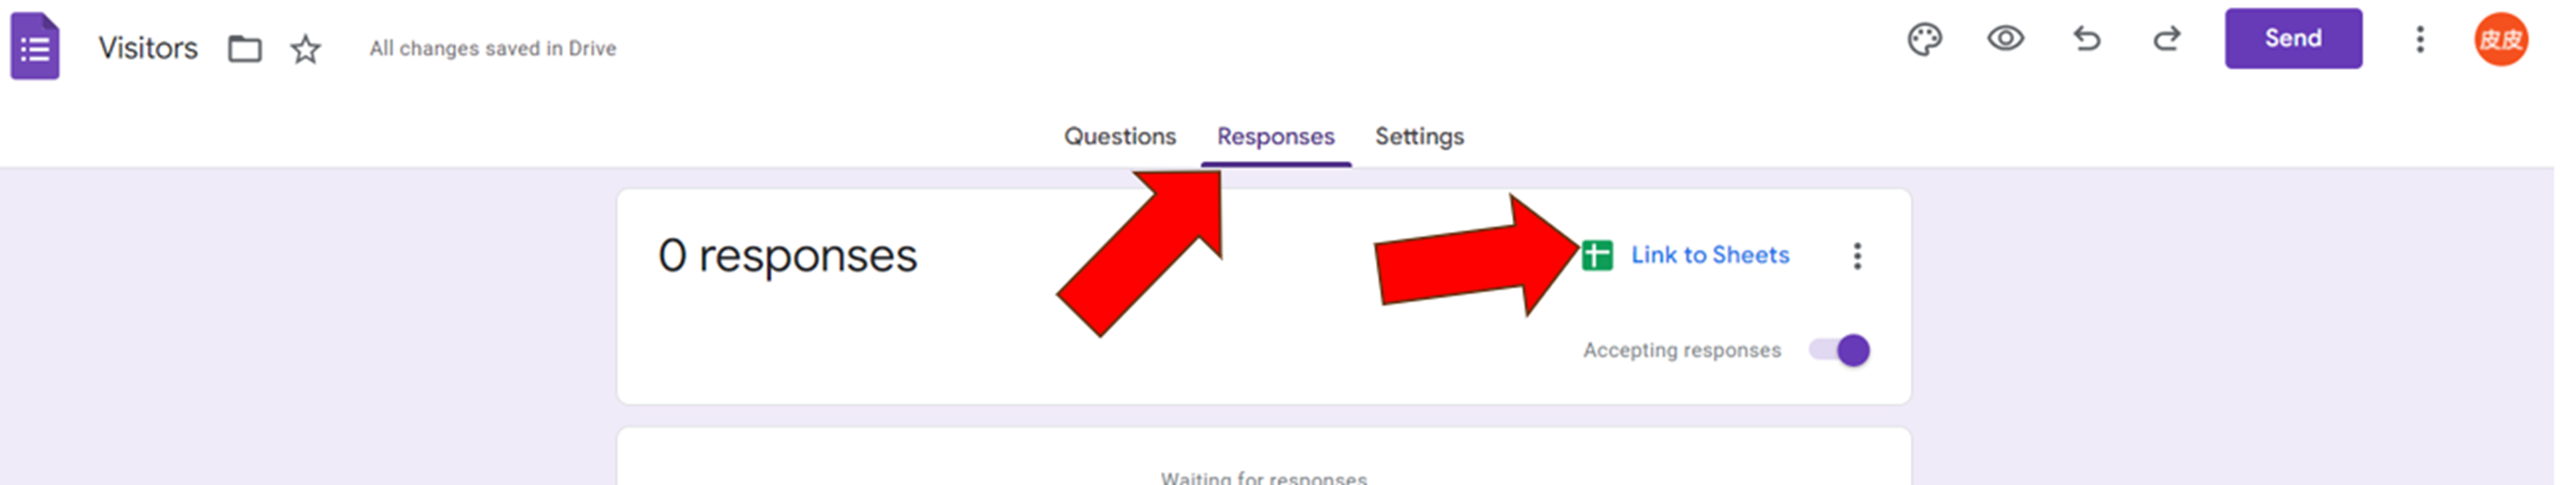 Visitors
All changes saved in Drive
Send
皮皮
Questions
Responses
Settings
0 responses
Link to Sheets
Accepting responses
Waiting for responses